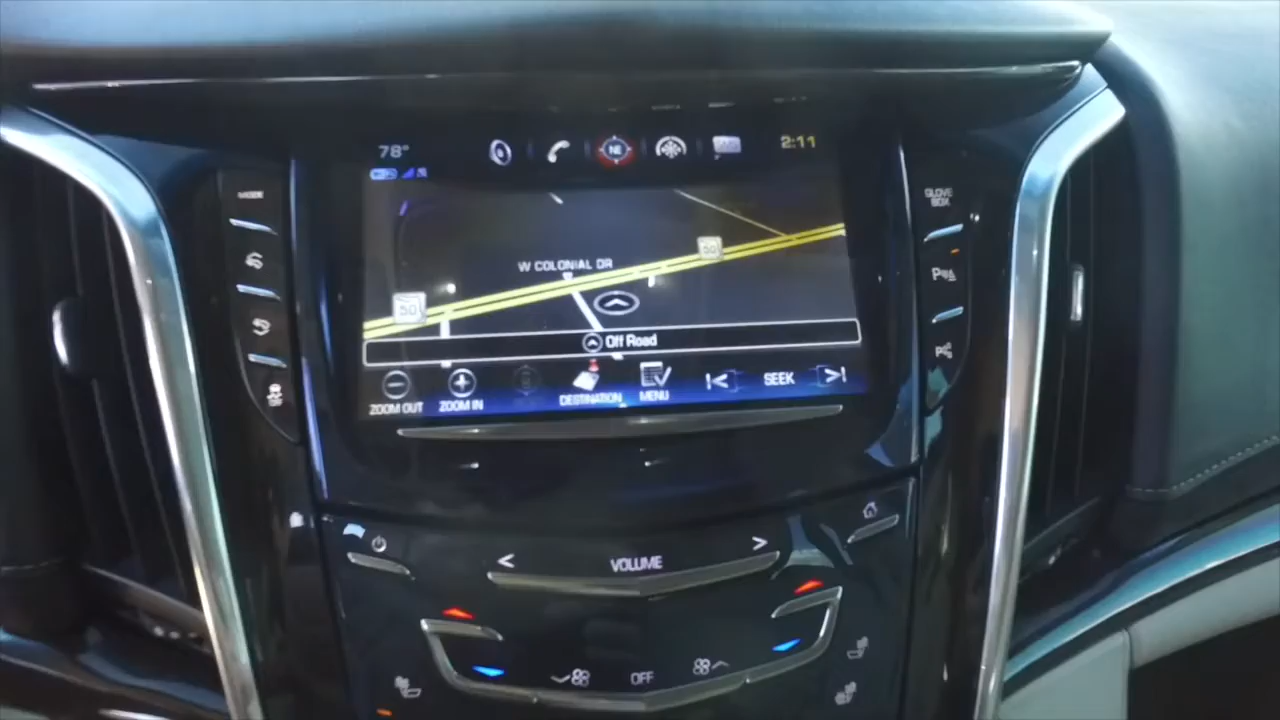 78°
NE
2:11
MODE
GLOVE
BOX
50
W COLONIAL DR
50
Off Road
ZOOM OUT
ZOOM IN
DESTINATION
MENU
SEEK
VOLUME
OFF